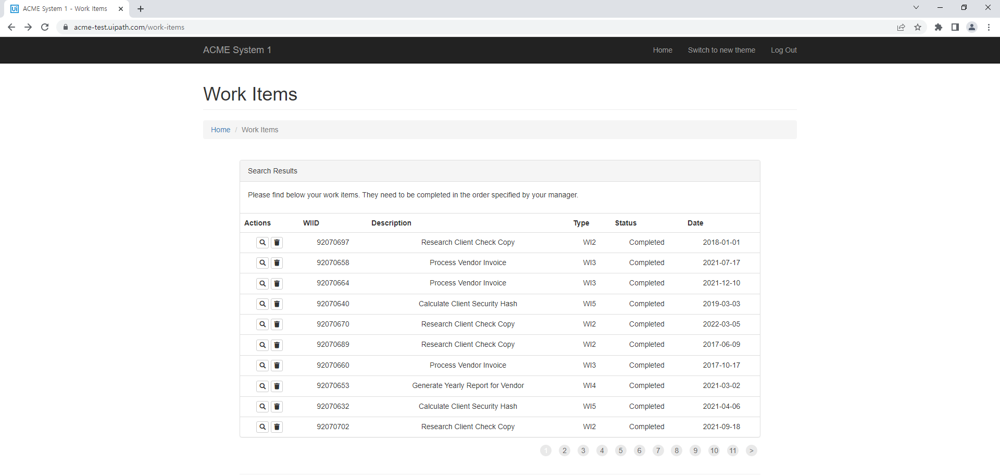 ACME System 1 - Work Items
acme-test.uipath.com/work-items
ACME System 1 Home Switch to new theme Log Out
Work Items
Home / Work Items
Search Results
Please find below your work items. They need to be completed in the order specified by your manager.
Actions WIID Description Type Status Date
92070697 Research Client Check Copy WI2 Completed 2018-01-01
92070658 Process Vendor Invoice WI3 Completed 2021-07-17
92070664 Process Vendor Invoice WI3 Completed 2021-12-10
92070640 Calculate Client Security Hash WI5 Completed 2019-03-03
92070670 Research Client Check Copy WI2 Completed 2022-03-05
92070689 Research Client Check Copy WI2 Completed 2017-06-09
92070660 Process Vendor Invoice WI3 Completed 2017-10-17
92070653 Generate Yearly Report for Vendor WI4 Completed 2021-03-02
92070632 Calculate Client Security Hash WI5 Completed 2021-04-06
92070702 Research Client Check Copy WI2 Completed 2021-09-18
1 2 3 4 5 6 7 8 9 10 11 >